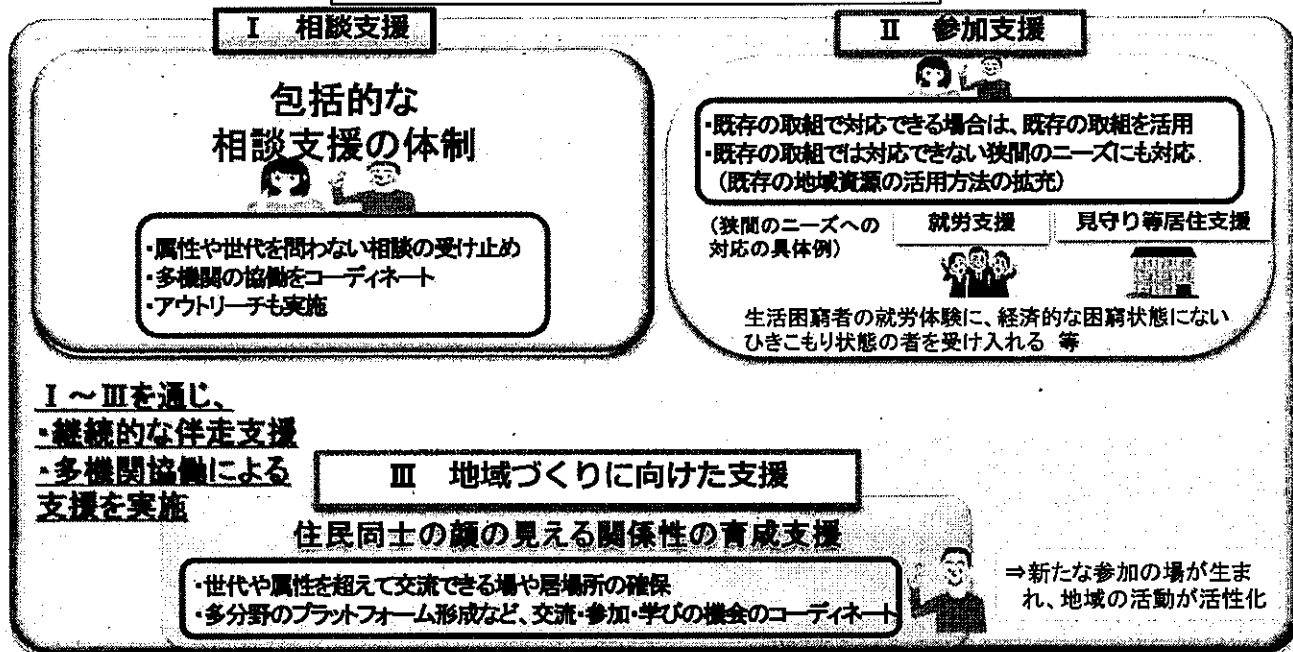 Ⅰ 相談支援
包括的な
相談支援の体制
・属性や世代を問わない相談の受け止め
・多機関の協働をコーディネート
・アウトリーチも実施
Ⅱ 参加支援
・既存の取組で対応できる場合は、既存の取組を活用
・既存の取組では対応できない狭間のニーズにも対応
（既存の地域資源の活用方法の拡充）
（狭間のニーズへの
対応の具体例）
就労支援
見守り等居住支援
生活困窮者の就労体験に、経済的な困窮状態にない
ひきこもり状態の者を受け入れる 等
Ⅰ～Ⅲを通じ、
・継続的な伴走支援
・多機関協働による
支援を実施
Ⅲ 地域づくりに向けた支援
住民同士の顔の見える関係性の育成支援
・世代や属性を超えて交流できる場や居場所の確保
・多分野のプラットフォーム形成など、交流・参加・学びの機会のコーディネート
⇒新たな参加の場が生ま
れ、地域の活動が活性化